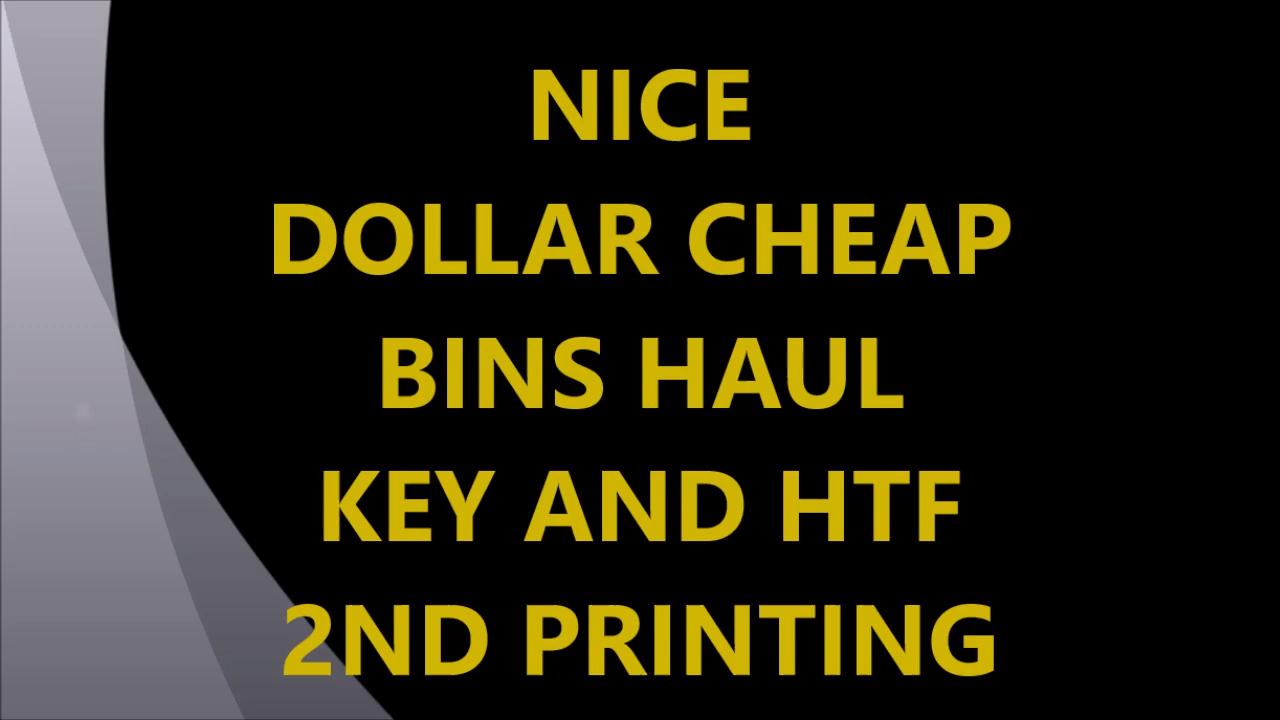 NICE
DOLLAR CHEAP
BINS HAUL
KEY AND HTF
2ND PRINTING